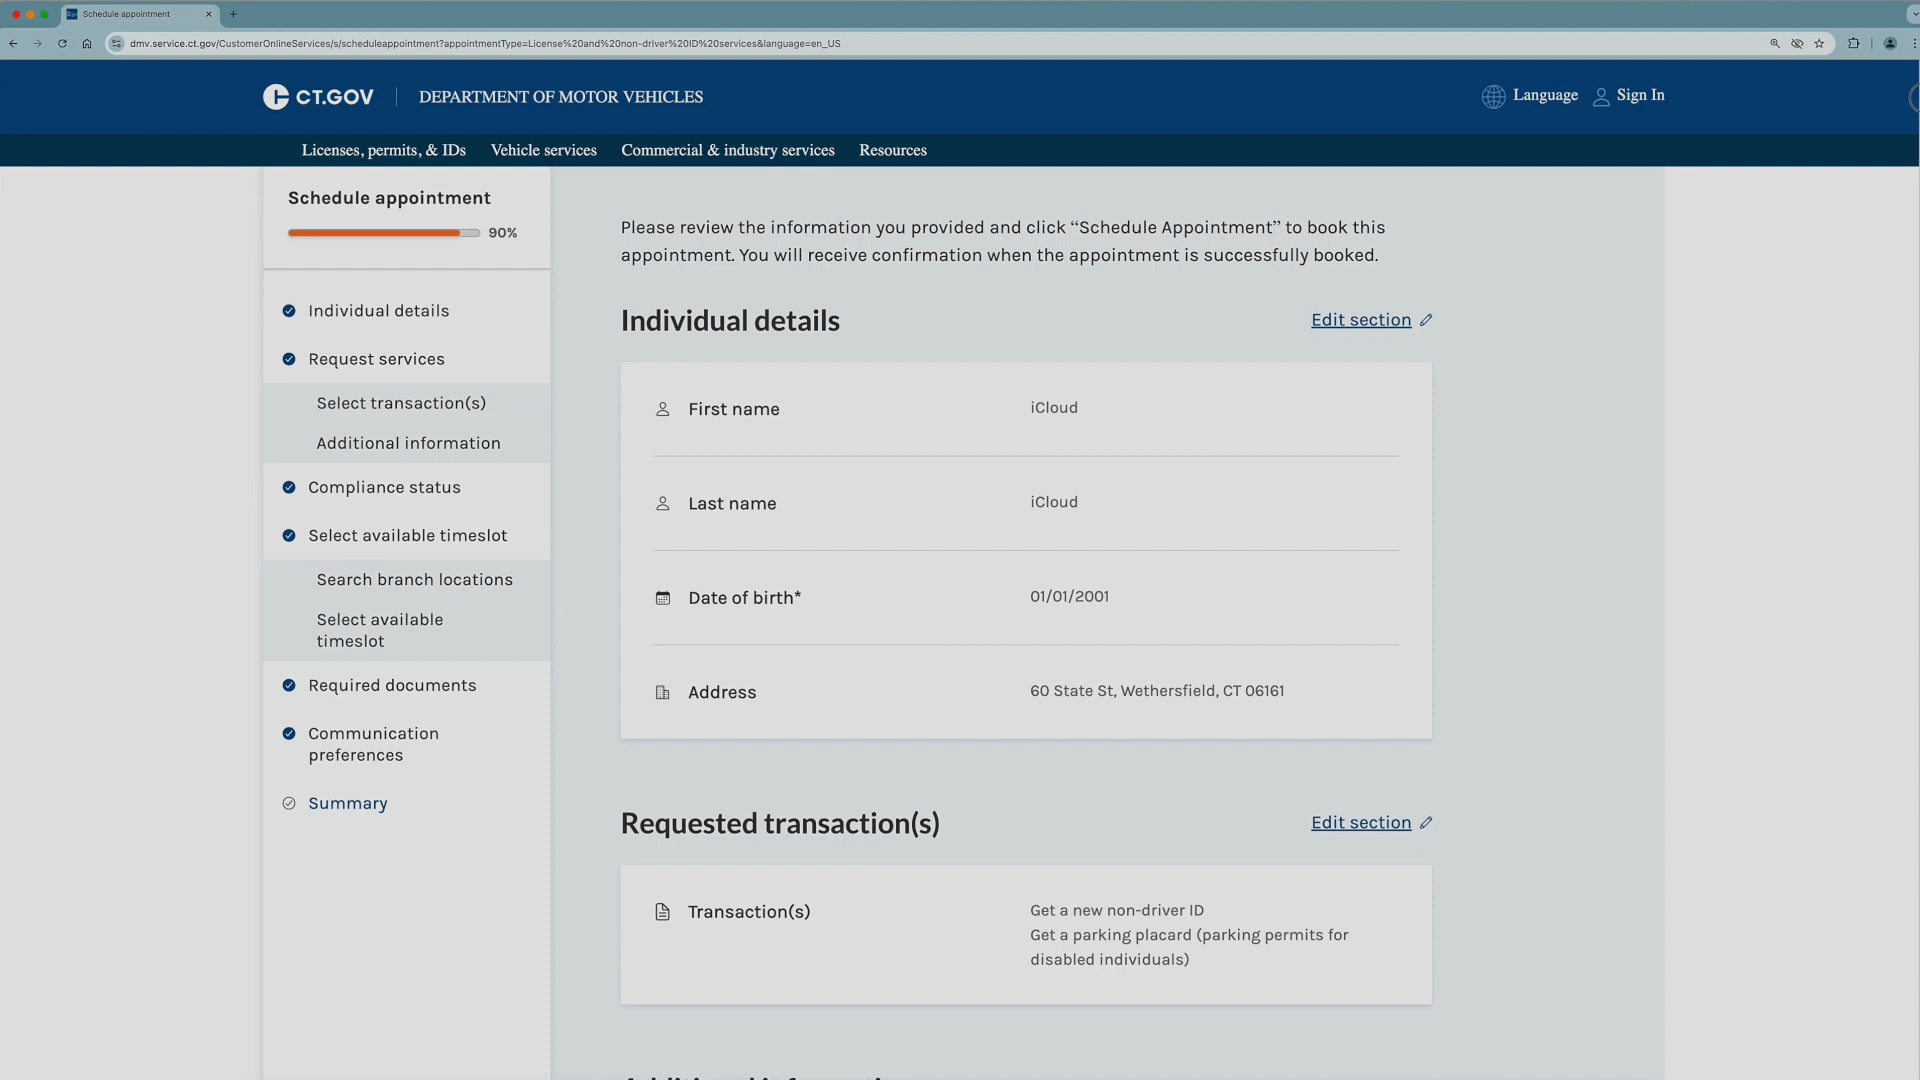 Schedule appointment
dmv.service.ct.gov/CustomerOnlineServices/s/scheduleappointment?appointmentType=License%20and%20non-driver%20ID%20services&language=en_US
CT.GOV
DEPARTMENT OF MOTOR VEHICLES
Language
Sign In
Licenses, permits, & IDs
Vehicle services
Commercial & industry services
Resources
Schedule appointment
90%
Individual details
Request services
Select transaction(s)
Additional information
Compliance status
Select available timeslot
Search branch locations
Select available
timeslot
Required documents
Communication
preferences
Summary
Please review the information you provided and click “Schedule Appointment” to book this
appointment. You will receive confirmation when the appointment is successfully booked.
Individual details
Edit section
First name
iCloud
Last name
iCloud
Date of birth*
01/01/2001
Address
60 State St, Wethersfield, CT 06161
Requested transaction(s)
Edit section
Transaction(s)
Get a new non-driver ID
Get a parking placard (parking permits for
disabled individuals)